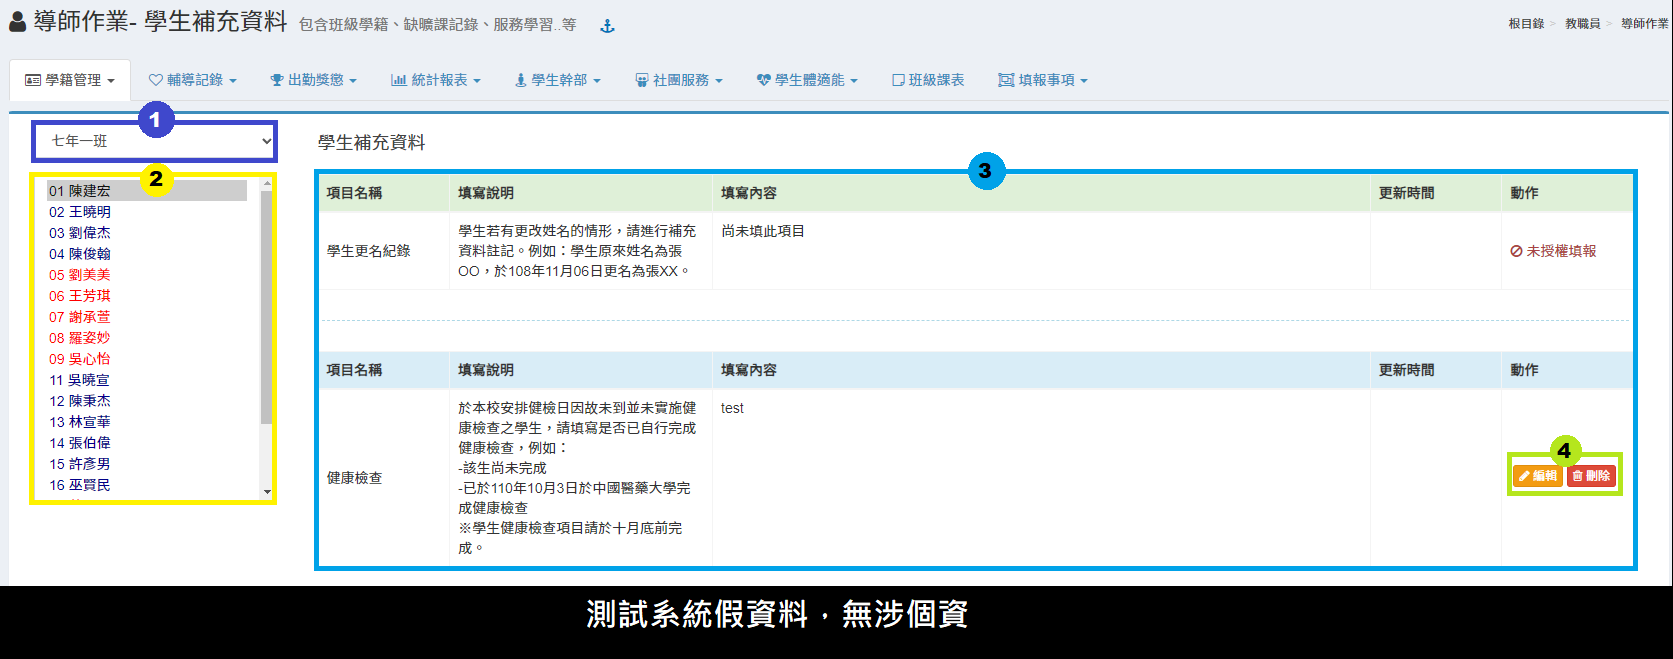 導師作業- 學生補充資料 包含班級學籍、缺曠課記錄、服務學習..等
根目錄 > 教職員 > 導師作業
學籍管理 輔導記錄 出勤獎懲 統計報表 學生幹部 社團服務 學生體適能 班級課表 填報事項
1
七年一班
2
01 陳建宏
02 王曉明
03 劉偉杰
04 陳俊翰
05 劉美美
06 王芳琪
07 謝承萱
08 羅姿妙
09 吳心怡
11 吳曉宣
12 陳秉杰
13 林宣華
14 張伯偉
15 許彥男
16 巫賢民
學生補充資料
3
項目名稱 填寫說明 填寫內容 更新時間 動作
學生更名紀錄
學生若有更改姓名的情形，請進行補充
資料註記。例如：學生原來姓名為張
OO，於108年11月06日更名為張XX。
尚未填此項目
未授權填報
項目名稱 填寫說明 填寫內容 更新時間 動作
健康檢查
於本校安排健檢日因故未到並未實施健
康檢查之學生，請填寫是否已自行完成
健康檢查，例如：
-該生尚未完成
-已於110年10月3日於中國醫藥大學完
成健康檢查
※學生健康檢查項目請於十月底前完
成。
test
4
編輯 刪除
測試系統假資料，無涉個資